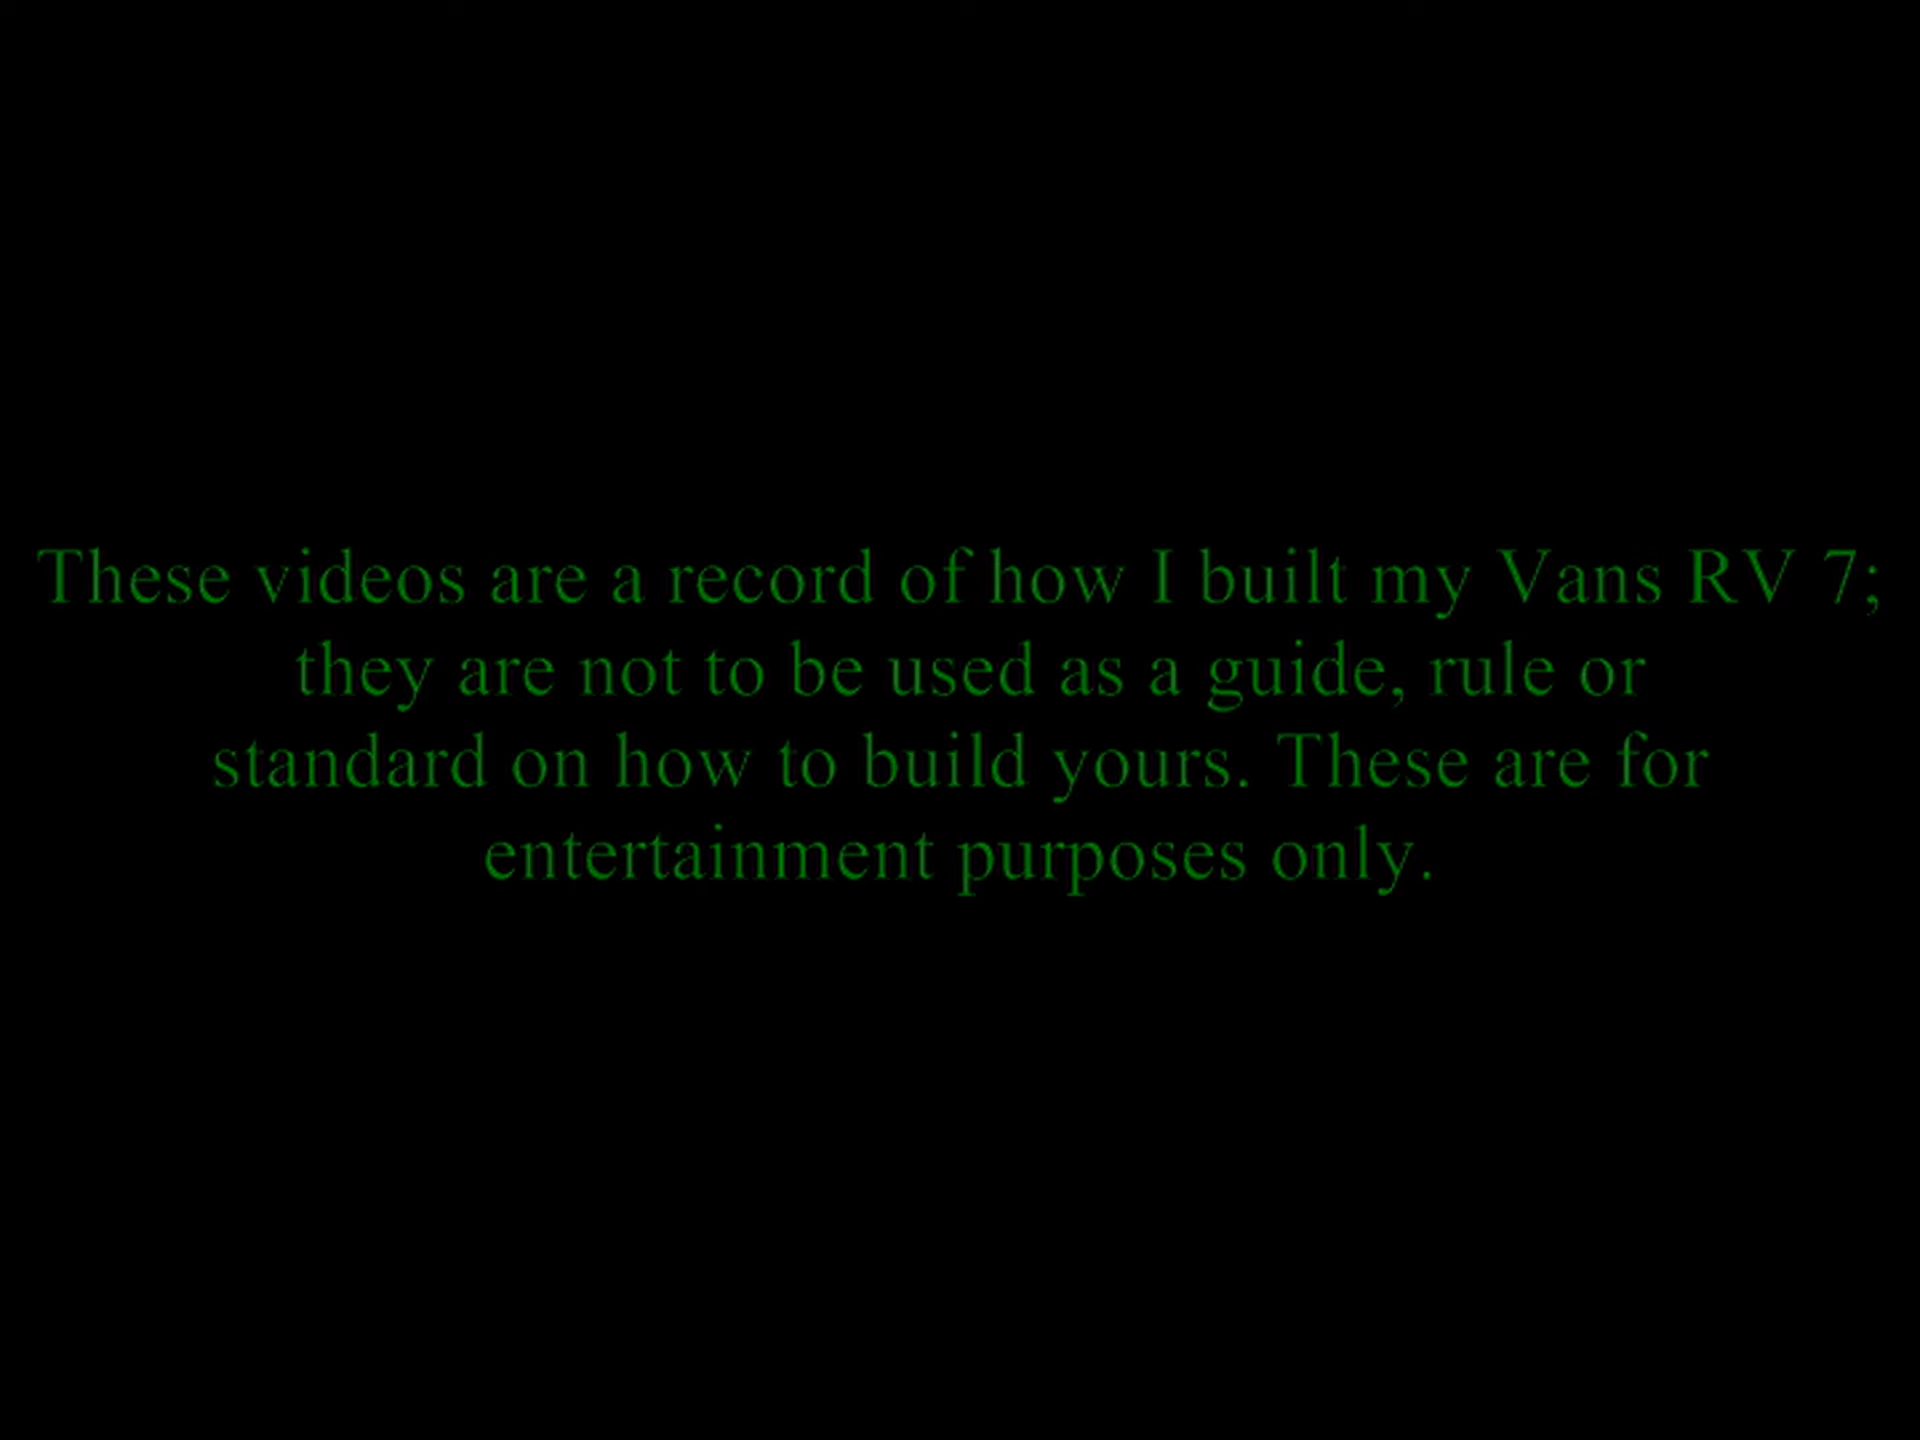 These videos are a record of how I built my Vans RV 7;
they are not to be used as a guide, rule or
standard on how to build yours. These are for
entertainment purposes only.